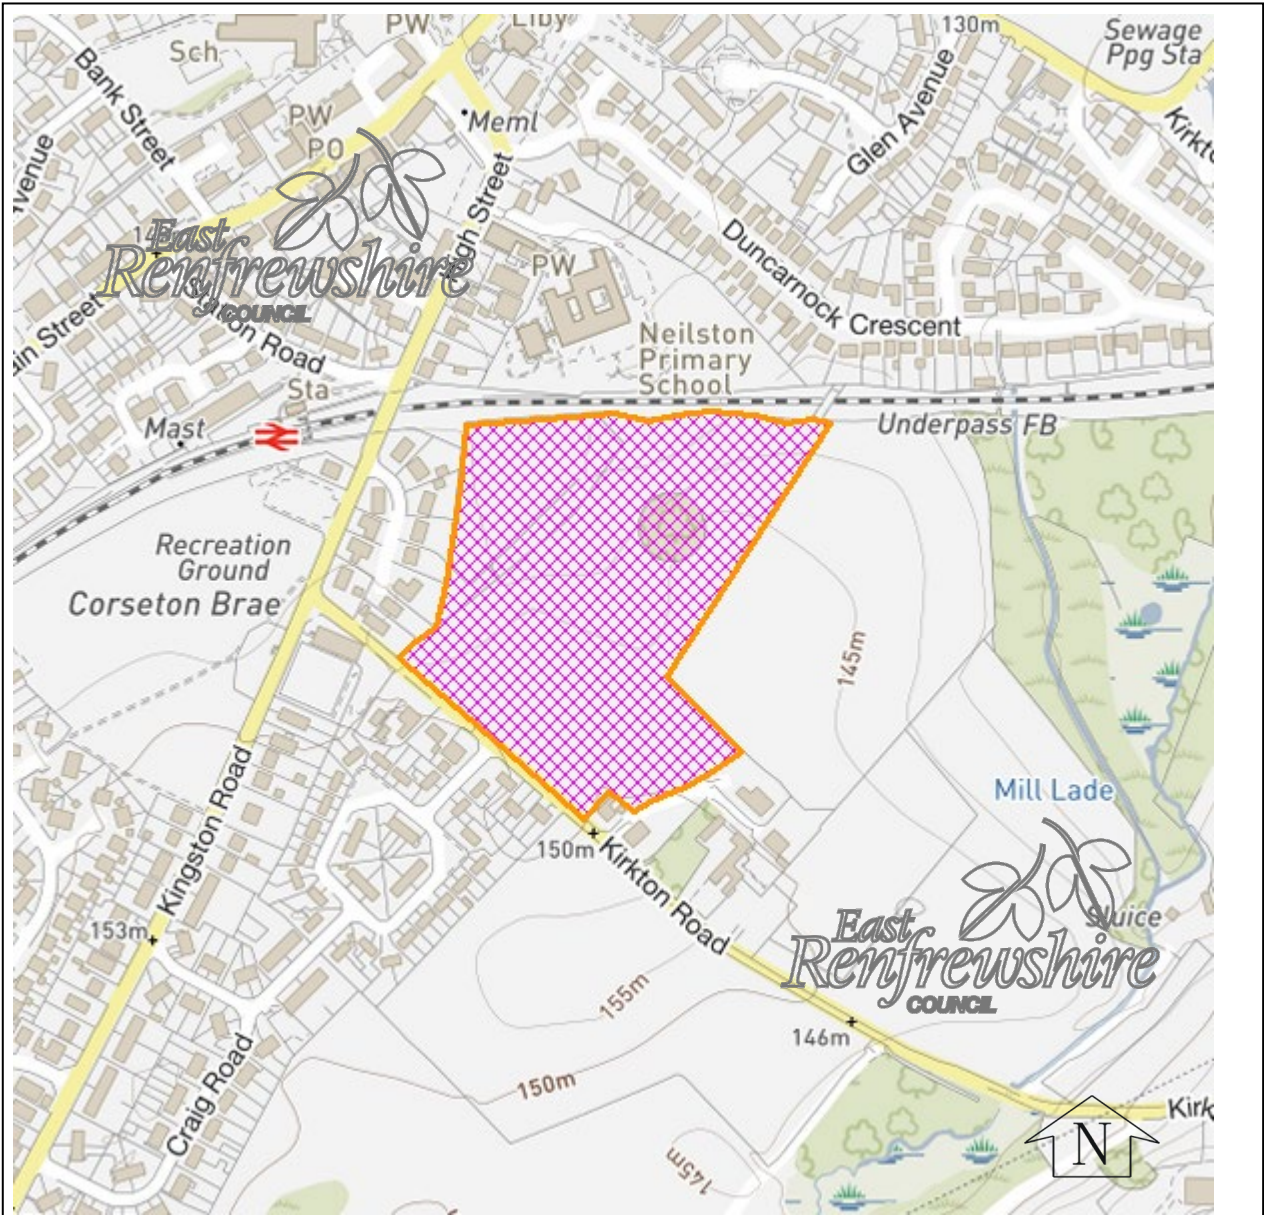 PW
Liby
130m
Sewage
Ppg Sta
Sch
Bank Street
PW
PO
Meml
Glen Avenue
Avenue
High Street
East
Renfrewshire
COUNCIL
PW
Duncarnock Crescent
Neilston
Primary
School
Main Street
Road
Sta
Mast
Underpass FB
Recreation
Ground
Corseton Brae
145m
Mill Lade
Kingston Road
150m
Kirkton Road
153m
Sluice
East
Renfrewshire
COUNCIL
155m
146m
150m
Craig Road
145m
Kirk
N